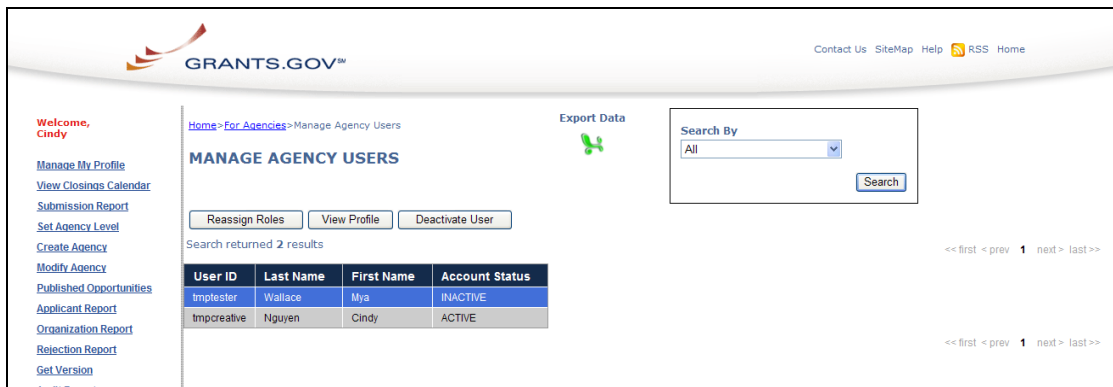 GRANTS.GOV℠
Contact Us SiteMap Help RSS Home
Welcome,
Cindy
Manage My Profile
View Closings Calendar
Submission Report
Set Agency Level
Create Agency
Modify Agency
Published Opportunities
Applicant Report
Organization Report
Rejection Report
Get Version
Home>For Agencies>Manage Agency Users
MANAGE AGENCY USERS
Export Data
Search By
All
Search
Reassign Roles View Profile Deactivate User
Search returned 2 results
<< first < prev 1 next > last >>
User ID Last Name First Name Account Status
tmptester Wallace Mya INACTIVE
tmpcreative Nguyen Cindy ACTIVE
<< first < prev 1 next > last >>